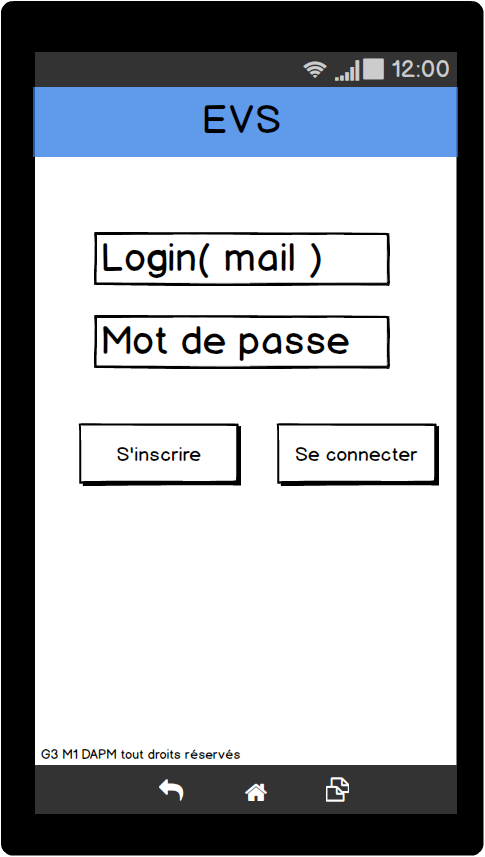 12:00
EVS
Login( mail )
Mot de passe
S'inscrire
Se connecter
G3 M1 DAPM tout droits réservés